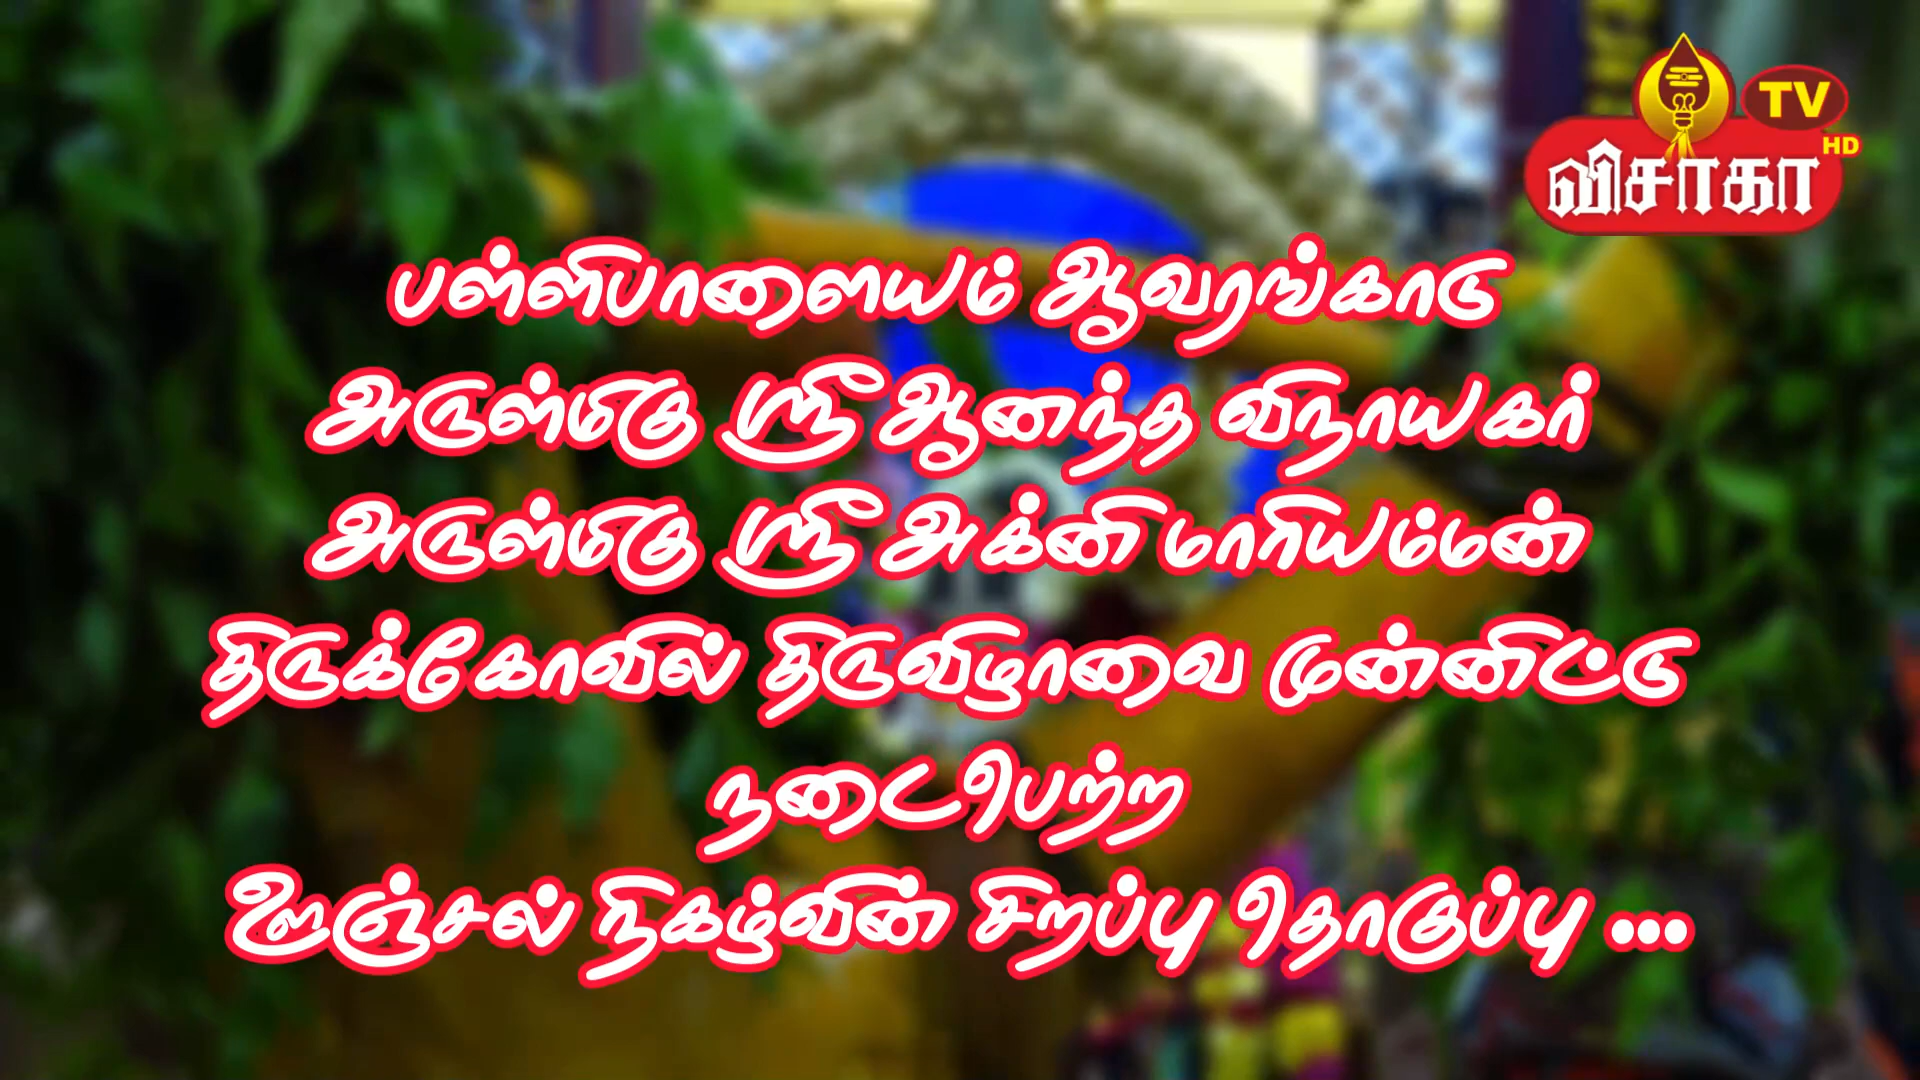 விசாகா
TV
HD
பள்ளிபாளையம் ஆவரங்காடு
அருள்மிகு ஸ்ரீ ஆனந்த விநாயகர்
அருள்மிகு ஸ்ரீ அக்னி மாரியம்மன்
திருக்கோவில் திருவிழாவை முன்னிட்டு
நடைபெற்ற
ஊஞ்சல் நிகழ்வின் சிறப்பு தொகுப்பு ...